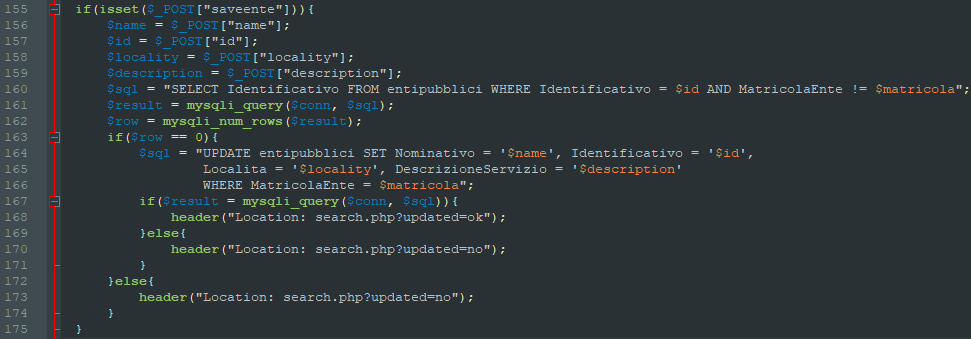 155 if(isset($_POST["saveente"])){
156 $name = $_POST["name"];
157 $id = $_POST["id"];
158 $locality = $_POST["locality"];
159 $description = $_POST["description"];
160 $sql = "SELECT Identificativo FROM entipubblici WHERE Identificativo = $id AND MatricolaEnte != $matricola";
161 $result = mysqli_query($conn, $sql);
162 $row = mysqli_num_rows($result);
163 if($row == 0){
164 $sql = "UPDATE entipubblici SET Nominativo = '$name', Identificativo = '$id',
165 Localita = '$locality', DescrizioneServizio = '$description'
166 WHERE MatricolaEnte = $matricola";
167 if($result = mysqli_query($conn, $sql)){
168 header("Location: search.php?updated=ok");
169 }else{
170 header("Location: search.php?updated=no");
171 }
172 }else{
173 header("Location: search.php?updated=no");
174 }
175 }